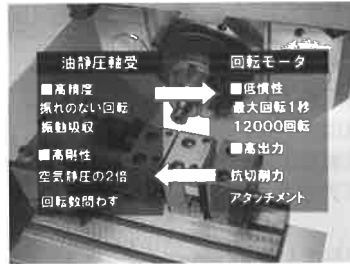 油静圧軸受
■高精度
振れのない回転
振動吸収
■高剛性
空気静圧の2倍
回転数問わず
回転モータ
■低慣性
最大回転1秒
12000回転
■高出力
抗切削力
アタッチメント